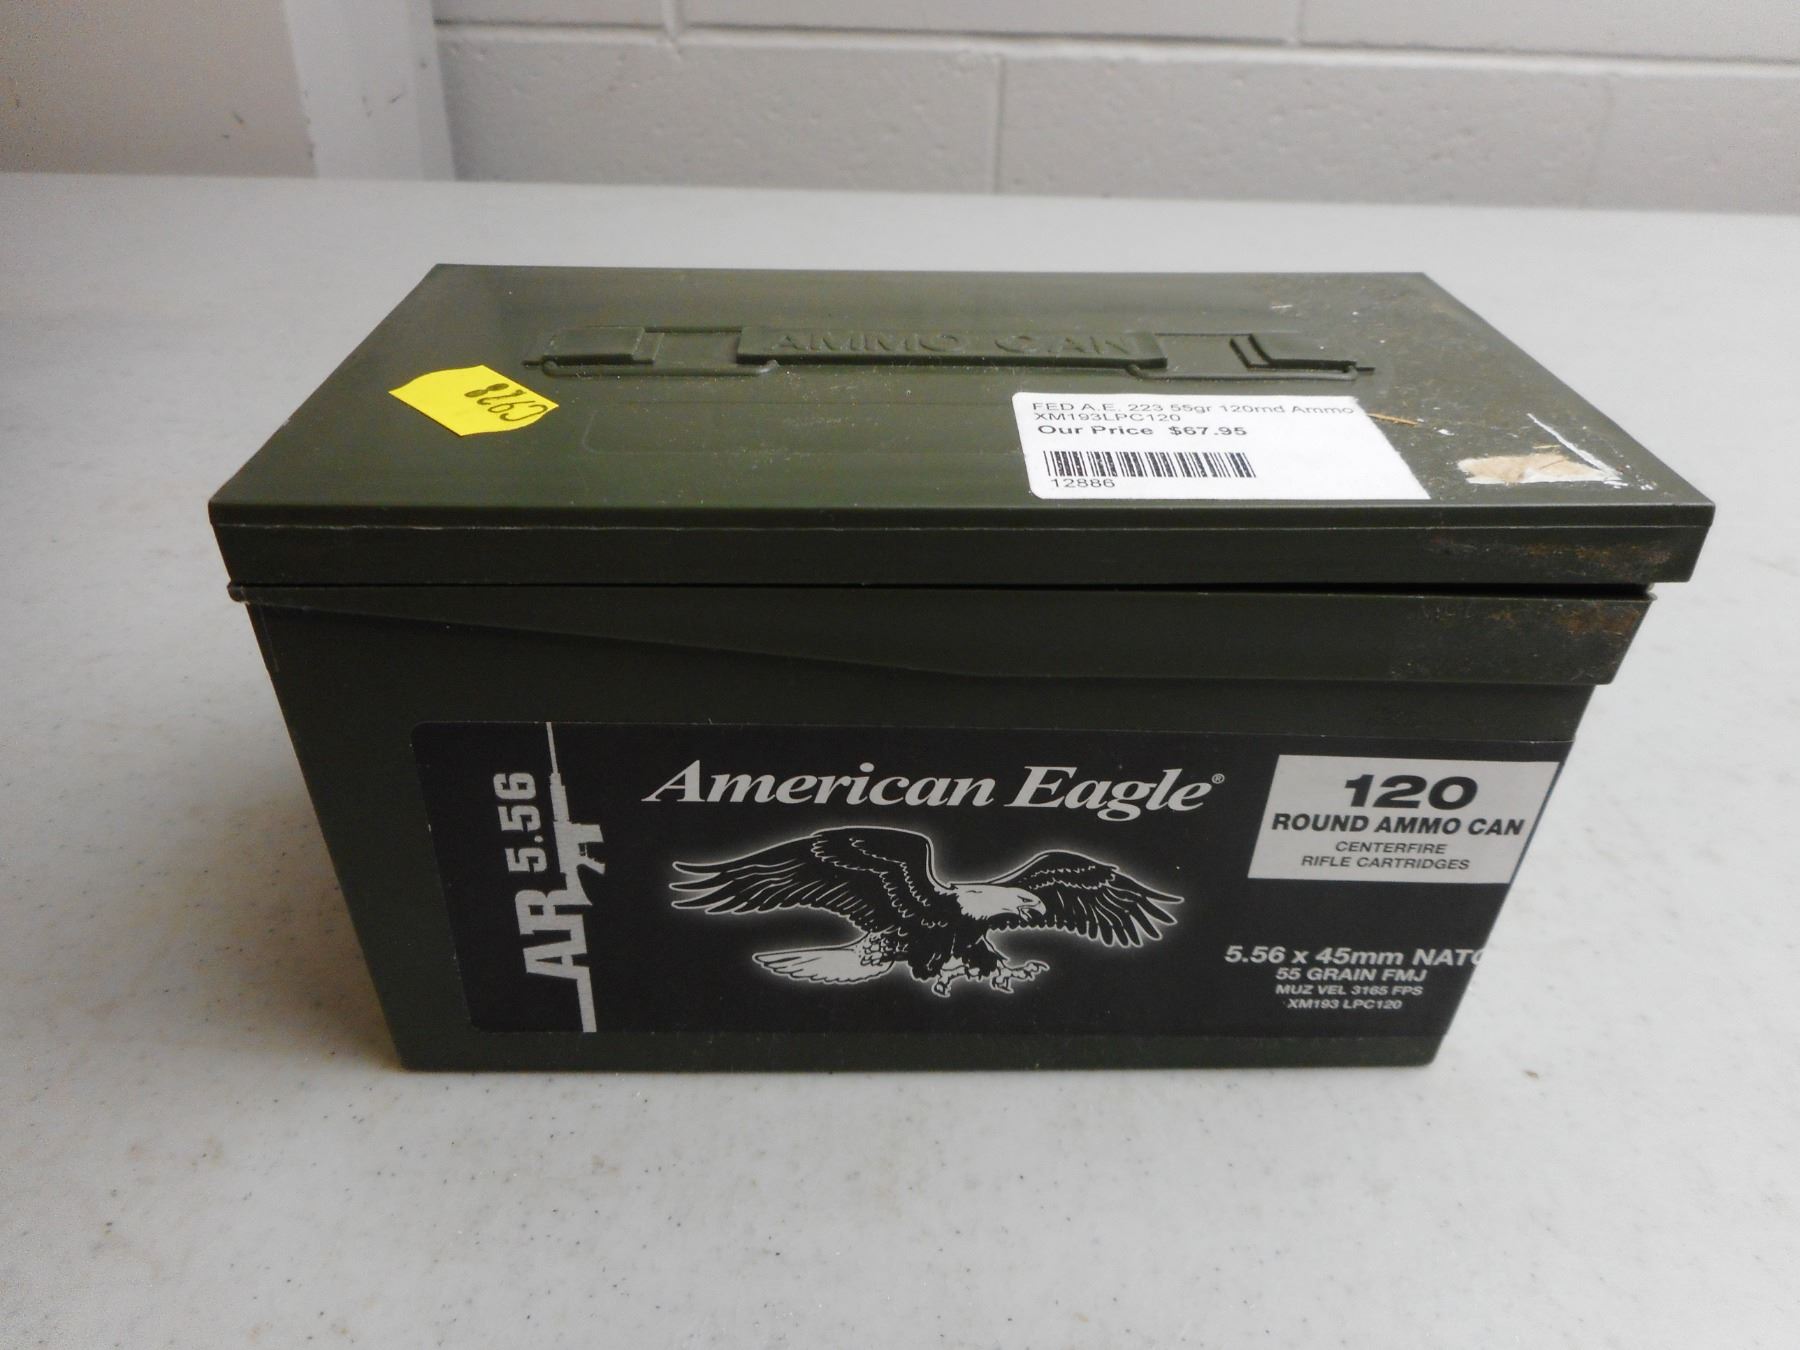 AMMO CAN
C928
FED A.E. 223 55gr 120rnd Ammo
XM193LPC120
Our Price $67.95
12886
AR 5.56
American Eagle®
120
ROUND AMMO CAN
CENTERFIRE
RIFLE CARTRIDGES
5.56 x 45mm NATO
55 GRAIN FMJ
MUZ VEL 3165 FPS
XM193 LPC120